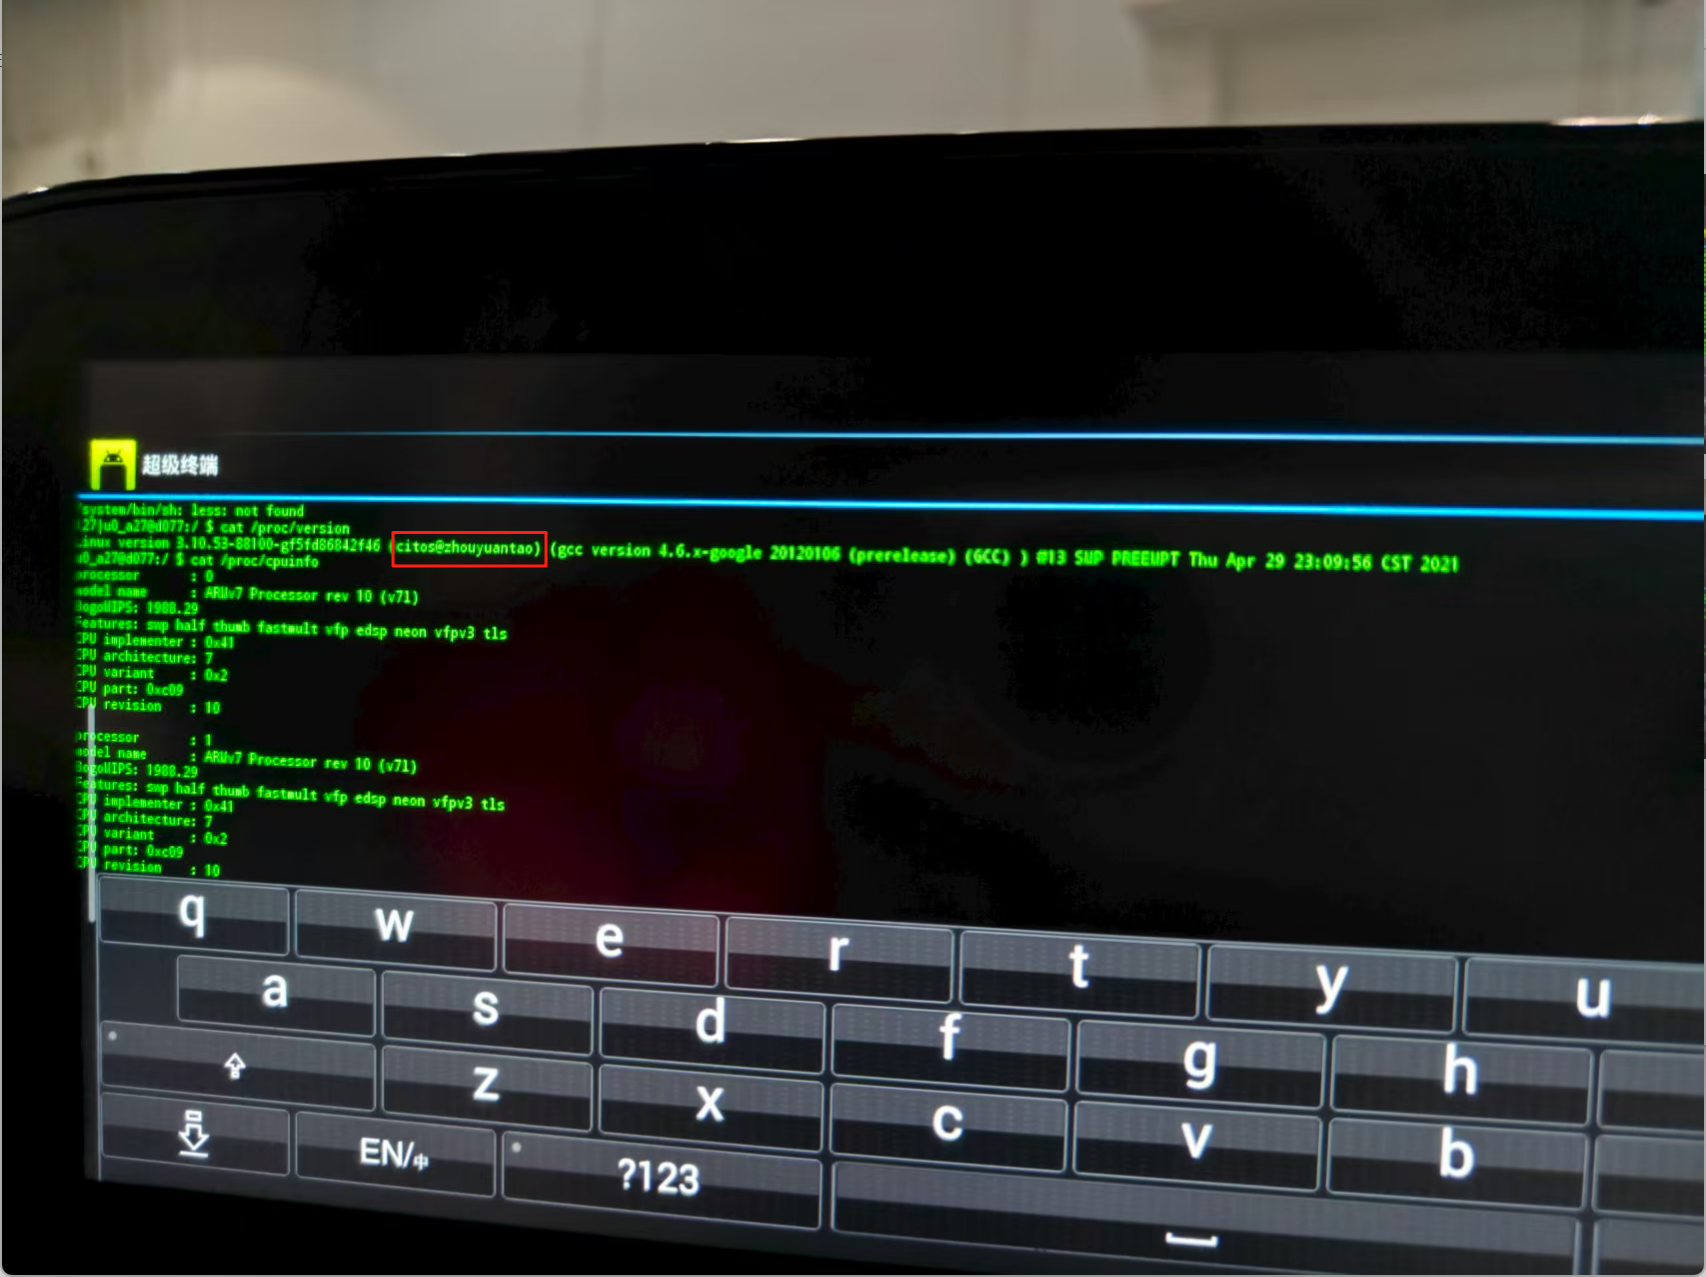 超级终端
/system/bin/sh: less: not found
127|u0_a27@d077:/ $ cat /proc/version
Linux version 3.10.53-88100-gf5fd86842f46 (citos@zhouyuantao) (gcc version 4.6.x-google 20120106 (prerelease) (GCC) ) #13 SMP PREEMPT Thu Apr 29 23:09:56 CST 2021
u0_a27@d077:/ $ cat /proc/cpuinfo
processor : 0
model name : ARMv7 Processor rev 10 (v7l)
BogoMIPS: 1988.29
Features: swp half thumb fastmult vfp edsp neon vfpv3 tls
CPU implementer : 0x41
CPU architecture: 7
CPU variant : 0x2
CPU part: 0xc09
CPU revision : 10
processor : 1
model name : ARMv7 Processor rev 10 (v7l)
BogoMIPS: 1988.29
Features: swp half thumb fastmult vfp edsp neon vfpv3 tls
CPU implementer : 0x41
CPU architecture: 7
CPU variant : 0x2
CPU part: 0xc09
CPU revision : 10
q w e r t y u
a s d f g h
z x c v b
EN/中 ?123